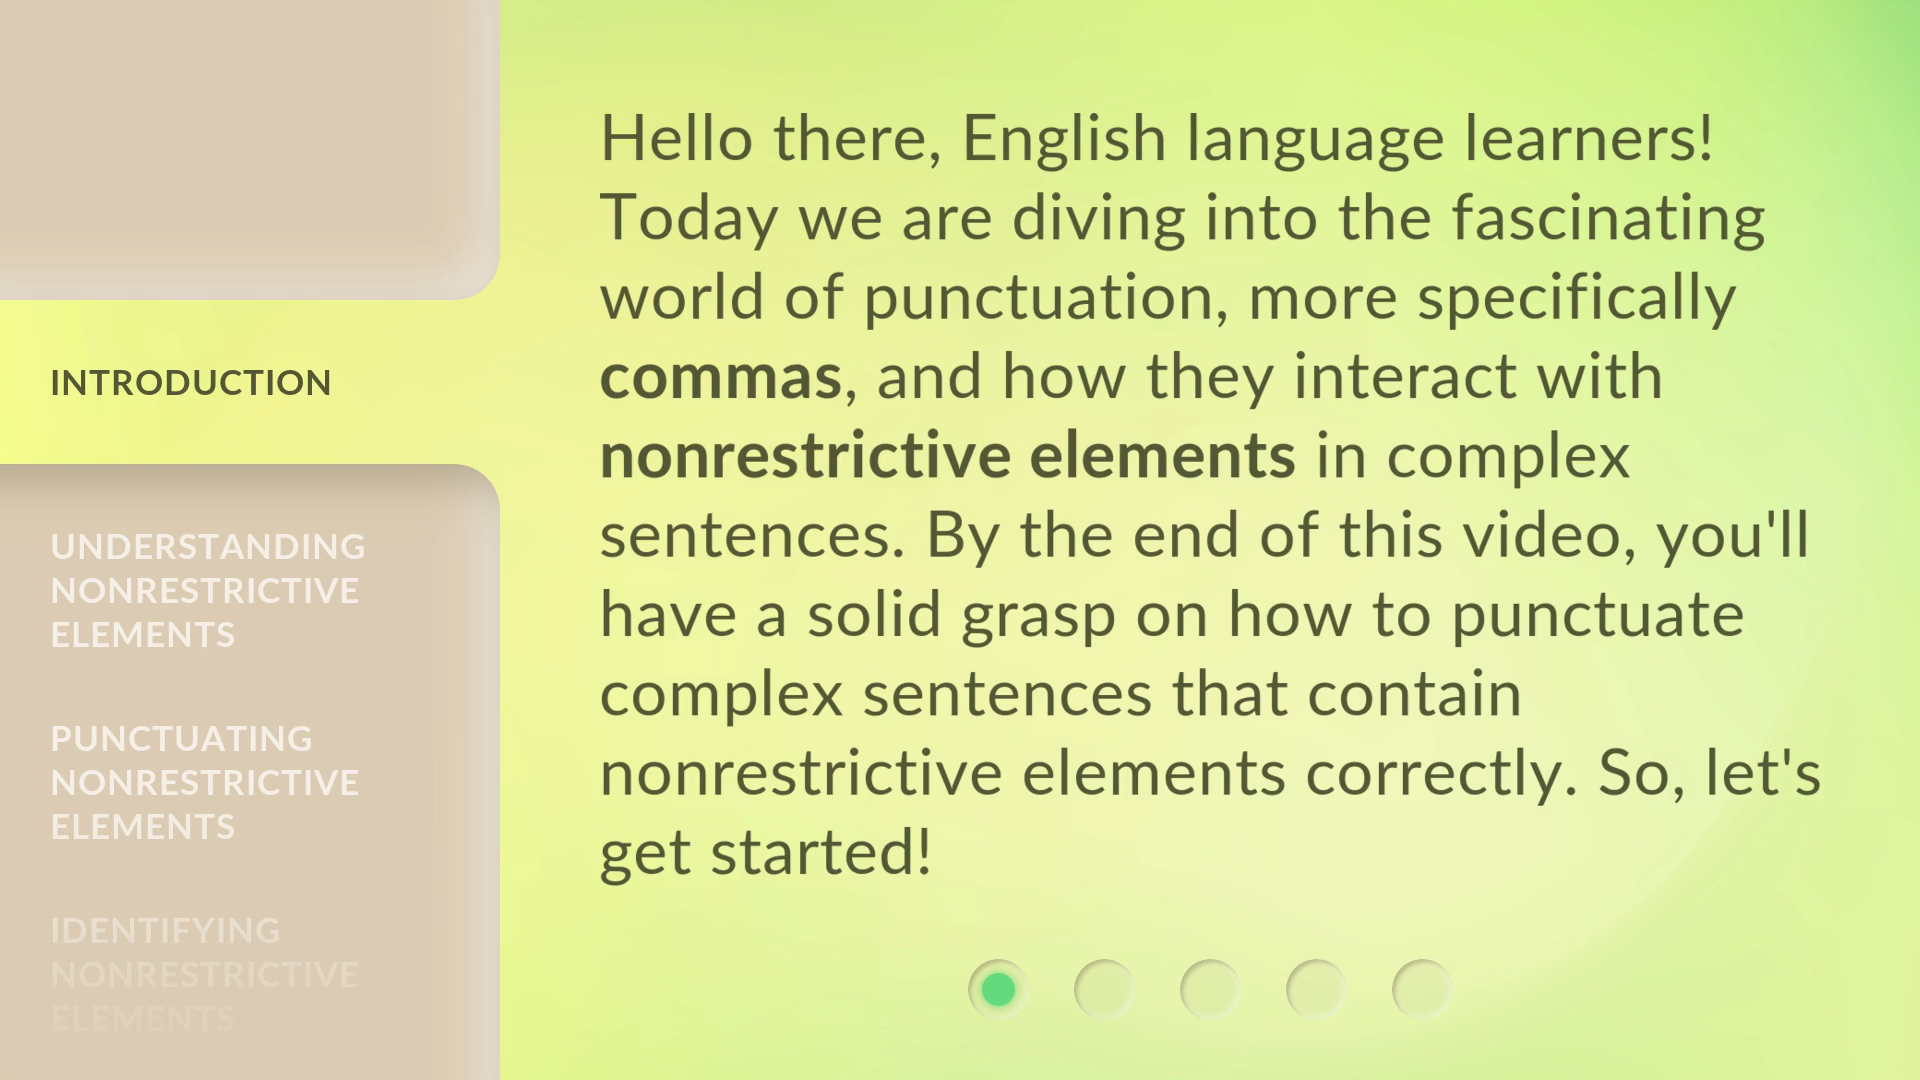 INTRODUCTION
UNDERSTANDING
NONRESTRICTIVE
ELEMENTS
PUNCTUATING
NONRESTRICTIVE
ELEMENTS
IDENTIFYING
NONRESTRICTIVE
ELEMENTS
Hello there, English language learners!
Today we are diving into the fascinating
world of punctuation, more specifically
commas, and how they interact with
nonrestrictive elements in complex
sentences. By the end of this video, you'll
have a solid grasp on how to punctuate
complex sentences that contain
nonrestrictive elements correctly. So, let's
get started!